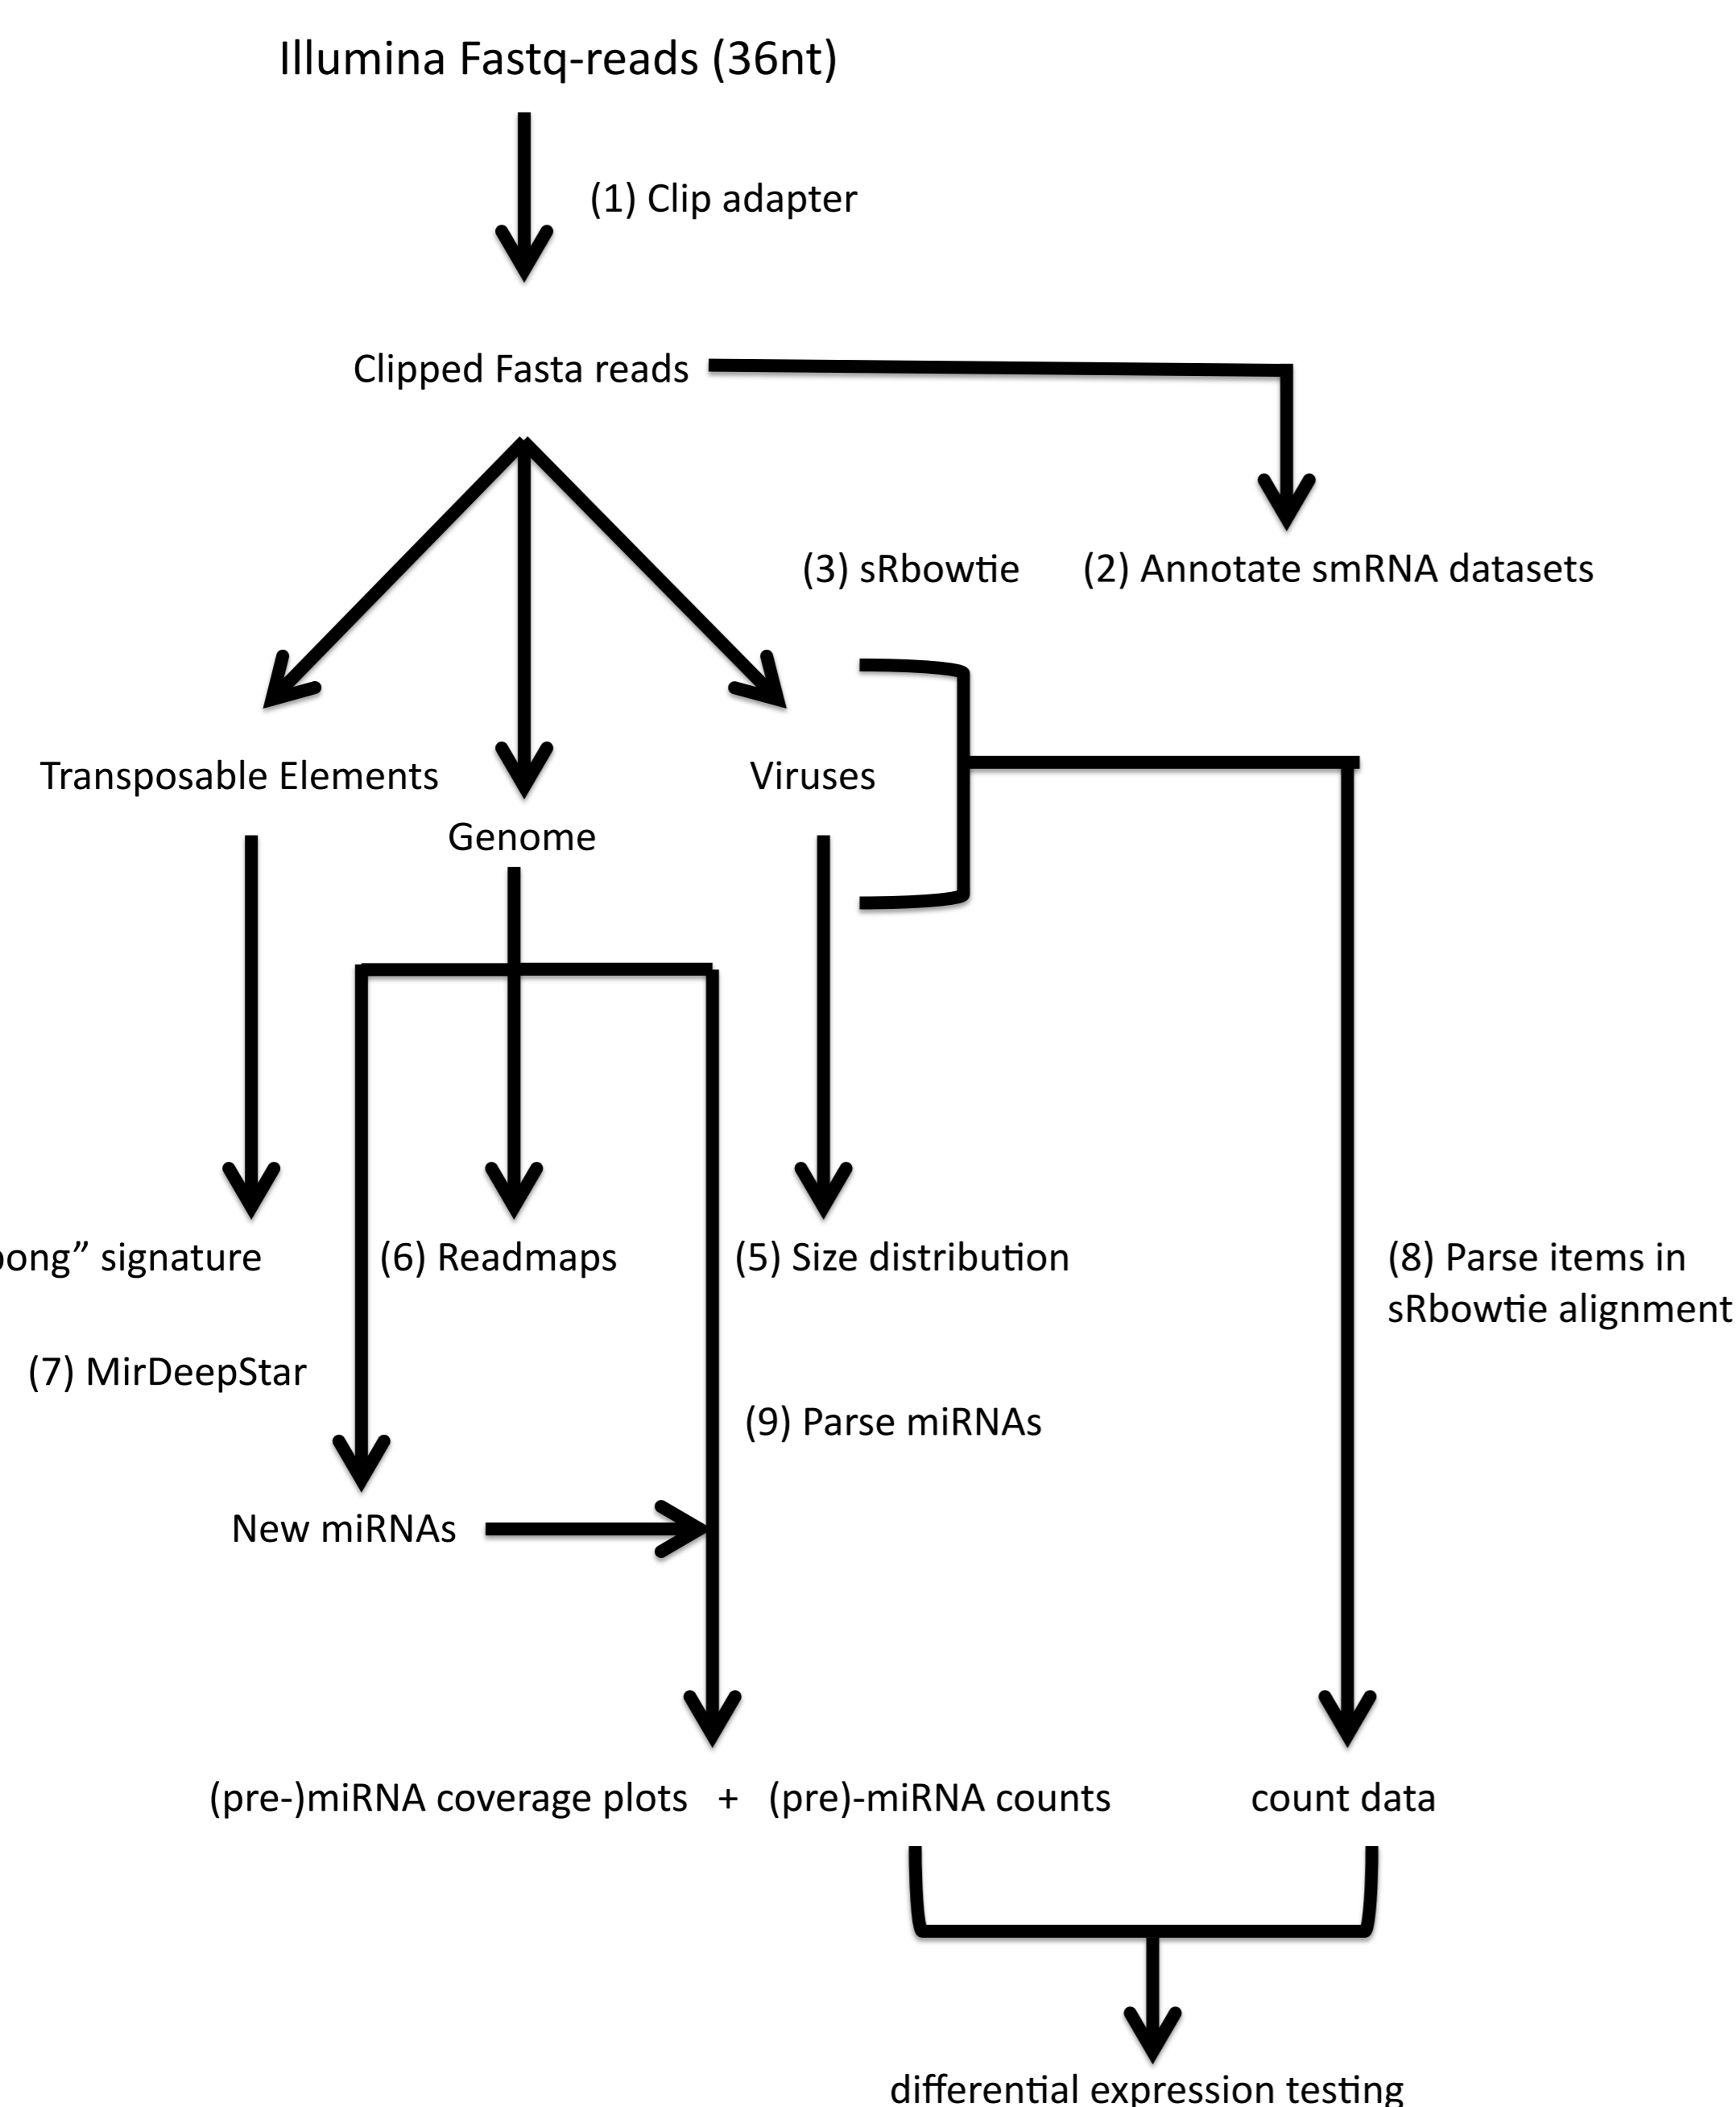 Illumina Fastq-reads (36nt)
(1) Clip adapter
Clipped Fasta reads
(3) sRbowtie
(2) Annotate smRNA datasets
Transposable Elements
Viruses
Genome
signature
(6) Readmaps
(5) Size distribution
(8) Parse items in
sRbowtie alignment
(7) MirDeepStar
(9) Parse miRNAs
New miRNAs
(pre-)miRNA coverage plots + (pre)-miRNA counts
count data
differential expression testing